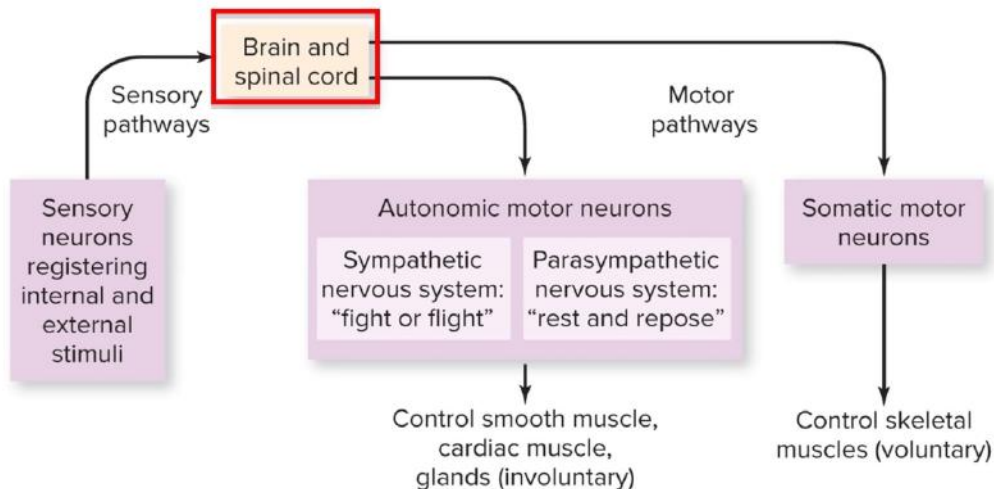 Brain and
spinal cord
Sensory
pathways
Motor
pathways
Sensory
neurons
registering
internal and
external
stimuli
Autonomic motor neurons
Sympathetic
nervous system:
“fight or flight”
Parasympathetic
nervous system:
“rest and repose”
Somatic motor
neurons
Control smooth muscle,
cardiac muscle,
glands (involuntary)
Control skeletal
muscles (voluntary)